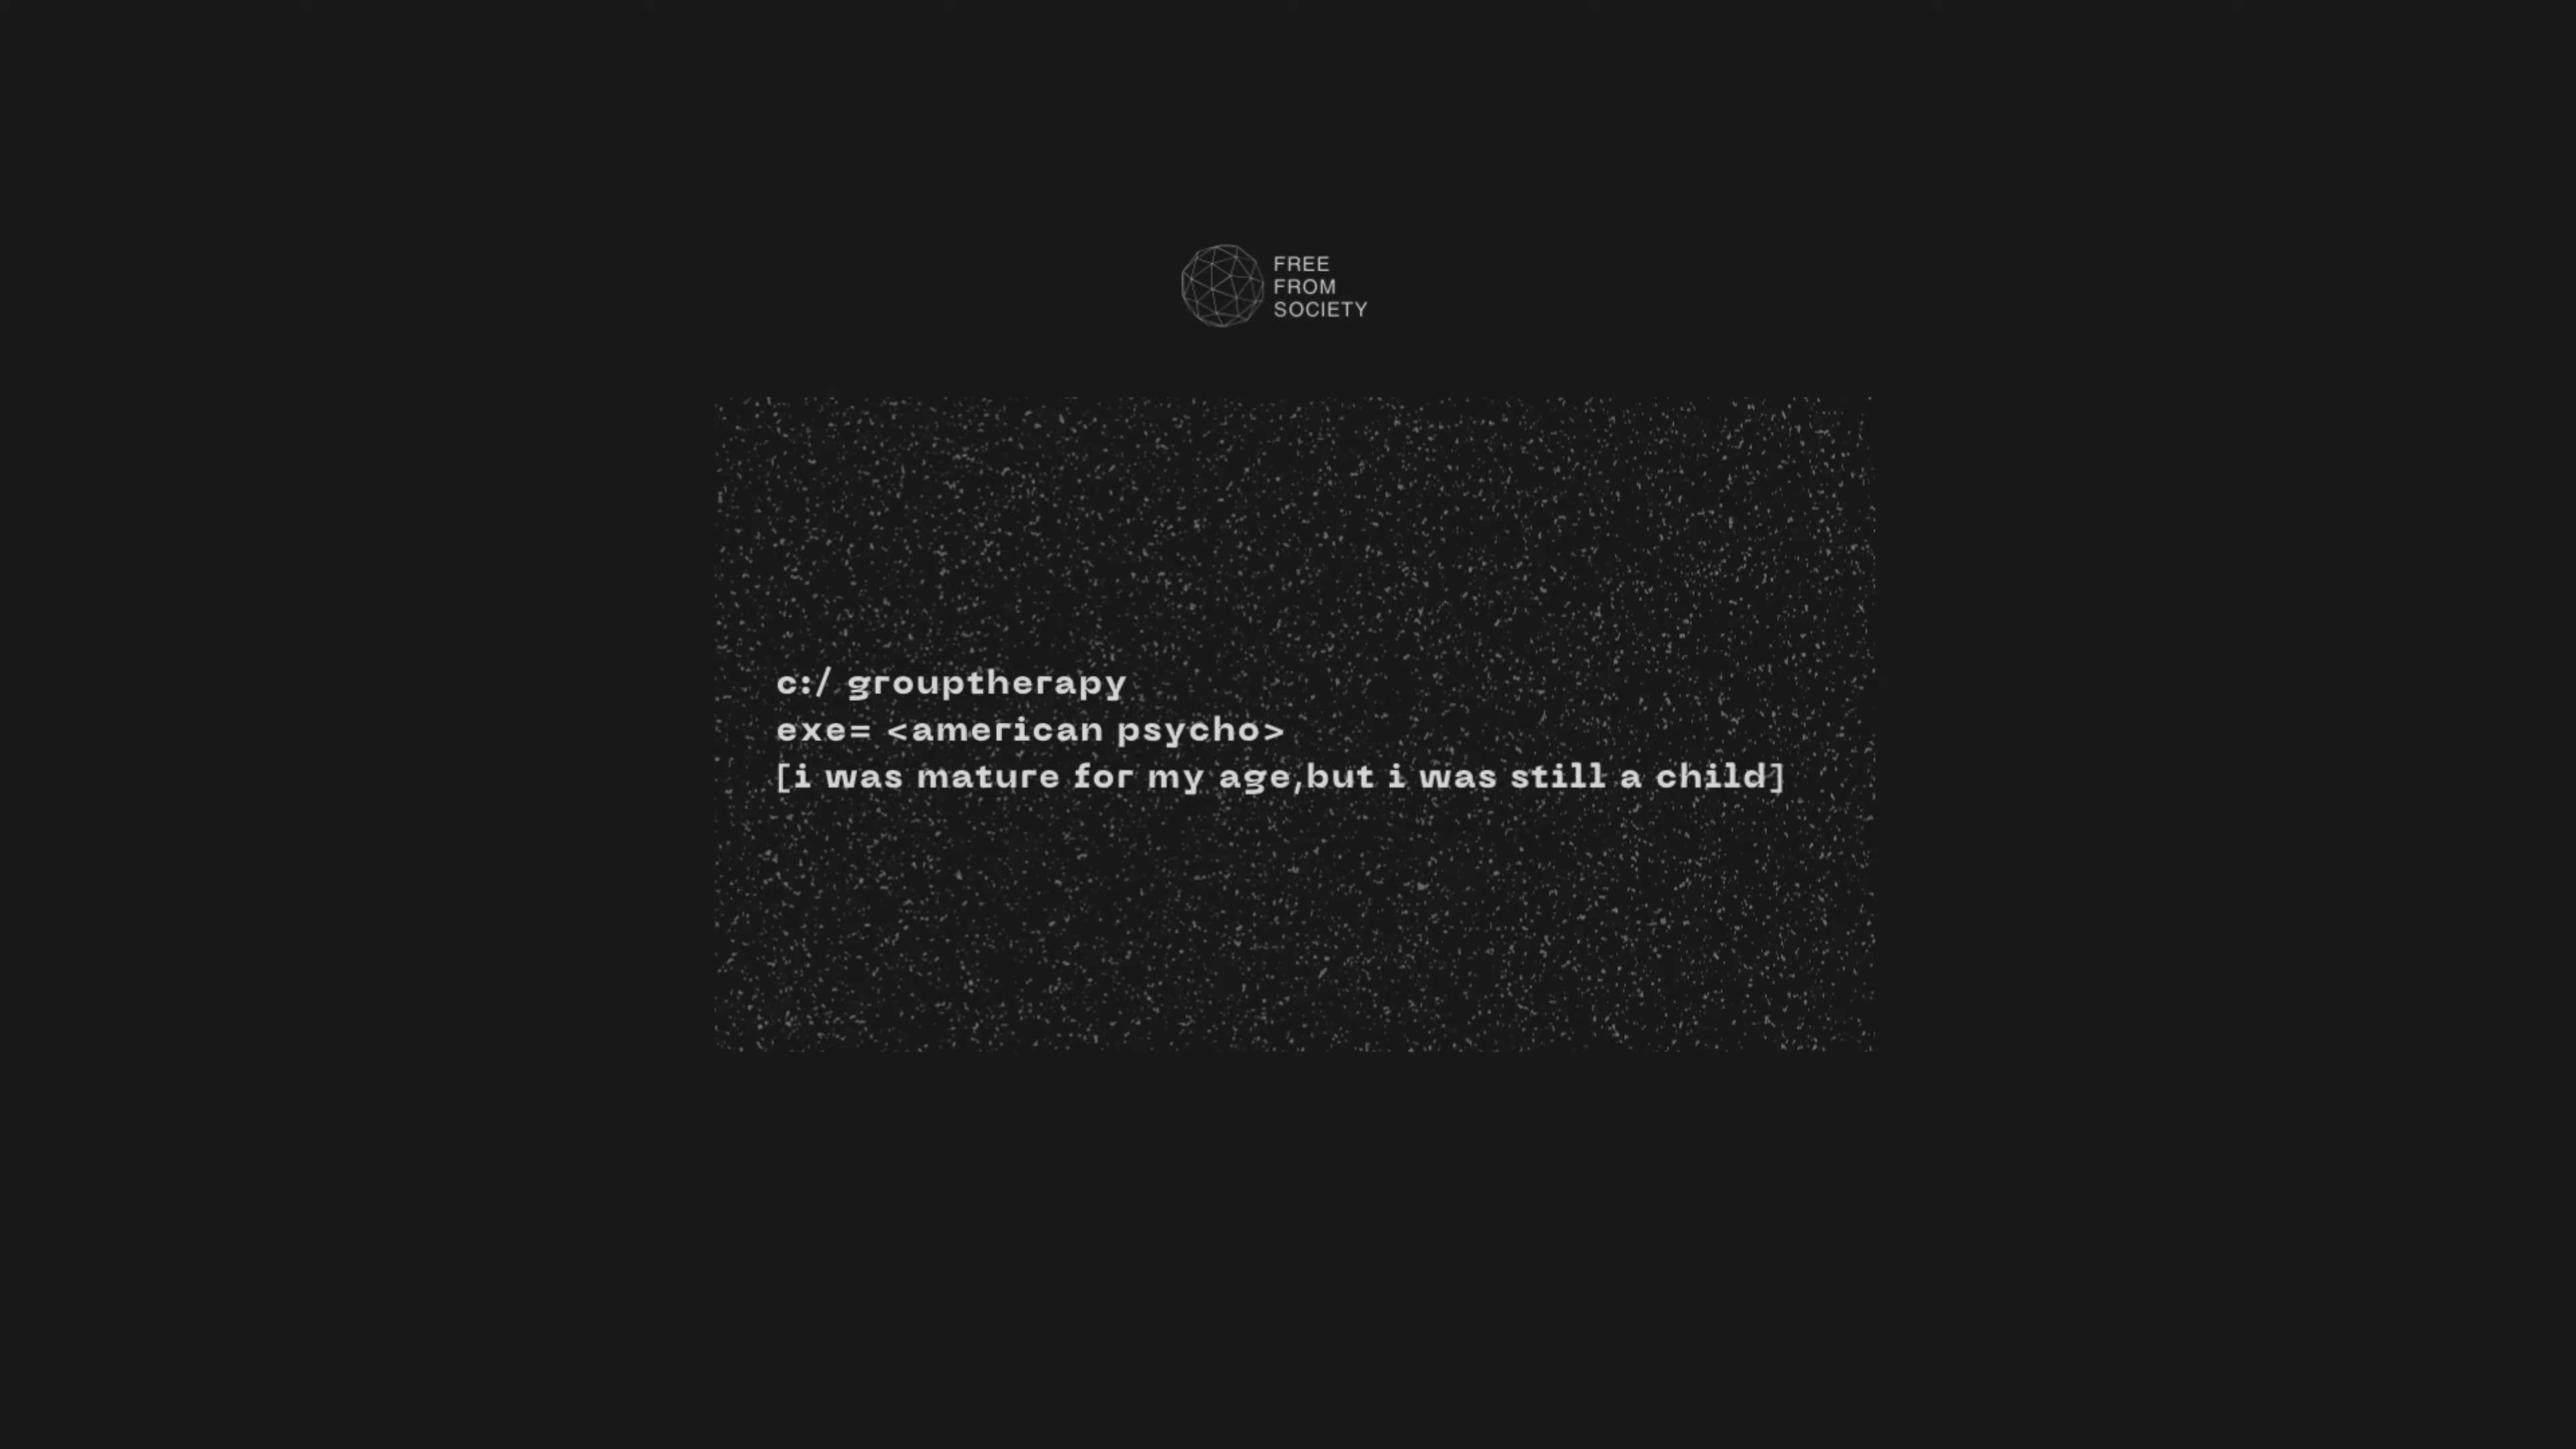 FREE
FROM
SOCIETY
c:/ grouptherapy
exe= <american psycho>
[i was mature for my age,but i was still a child]